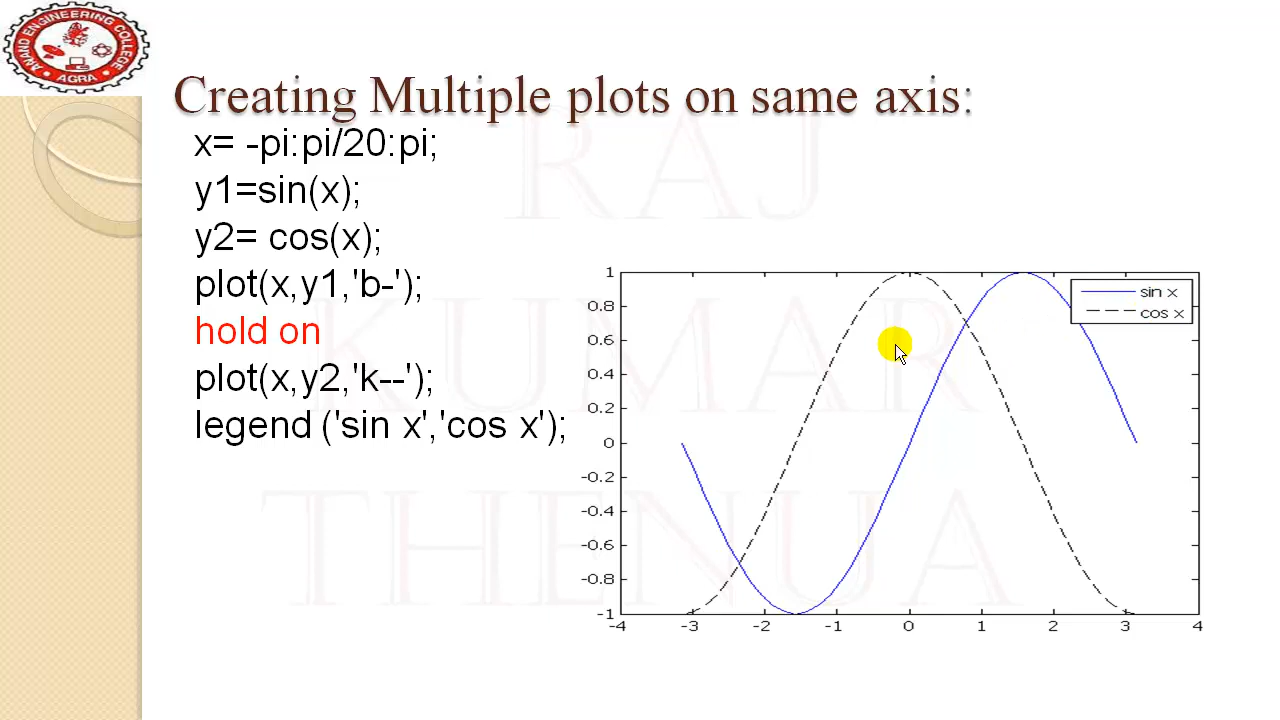 ANAND ENGINEERING COLLEGE
AGRA
Creating Multiple plots on same axis:
x= -pi:pi/20:pi;
y1=sin(x);
y2= cos(x);
plot(x,y1,'b-');
hold on
plot(x,y2,'k--');
legend ('sin x','cos x');
RAJ
KUMAR
THENUA
sin x
cos x
1
0.8
0.6
0.4
0.2
0
-0.2
-0.4
-0.6
-0.8
-1
-4 -3 -2 -1 0 1 2 3 4